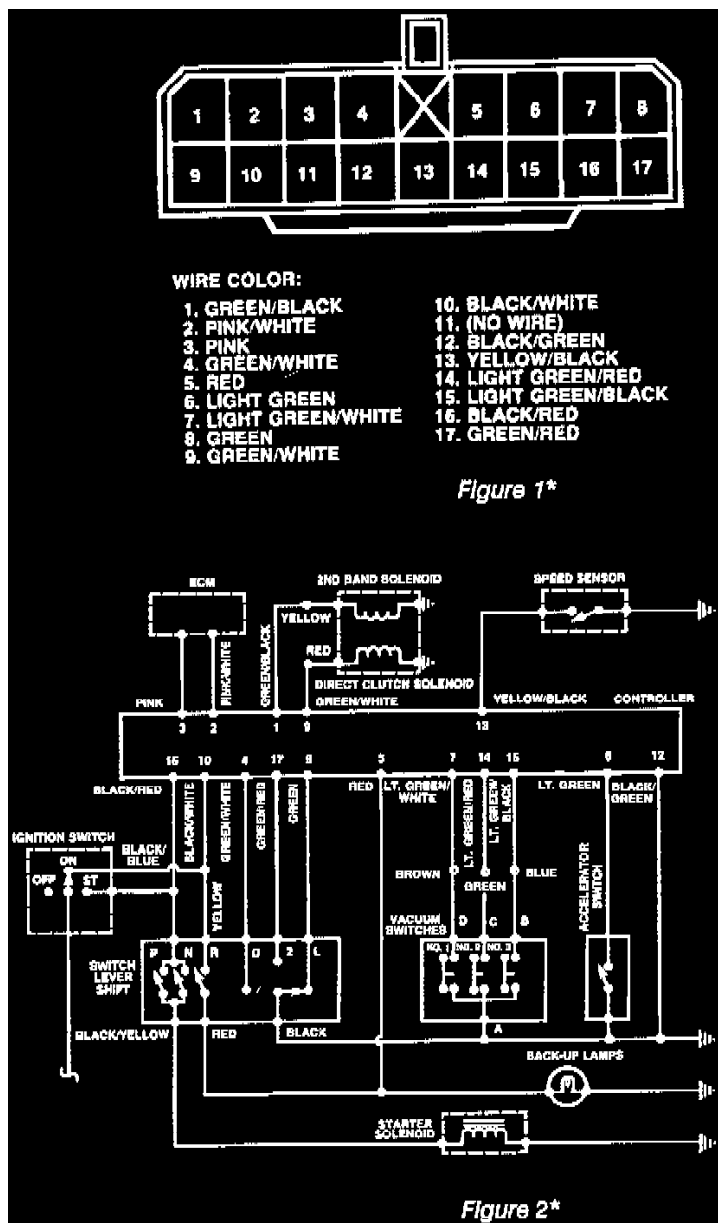 1 2 3 4 5 6 7 8
9 10 11 12 13 14 15 16 17
WIRE COLOR:
1. GREEN/BLACK
2. PINK/WHITE
3. PINK
4. GREEN/WHITE
5. RED
6. LIGHT GREEN
7. LIGHT GREEN/WHITE
8. GREEN
9. GREEN/WHITE
10. BLACK/WHITE
11. (NO WIRE)
12. BLACK/GREEN
13. YELLOW/BLACK
14. LIGHT GREEN/RED
15. LIGHT GREEN/BLACK
16. BLACK/RED
17. GREEN/RED
Figure 1*
ECM
2ND BAND SOLENOID
SPEED SENSOR
YELLOW
RED
PINK/WHITE
GREEN/BLACK
DIRECT CLUTCH SOLENOID
PINK
GREEN/WHITE
YELLOW/BLACK
CONTROLLER
3 2 1 9 13
16 10 4 17 8 5 7 14 15 6 12
BLACK/RED
BLACK/WHITE
GREEN/WHITE
GREEN/RED
GREEN
RED
LT. GREEN/
WHITE
LT. GREEN/RED
LT. GREEN/
BLACK
LT. GREEN
BLACK/
GREEN
IGNITION SWITCH
BLACK/
BLUE
ON
OFF A ST
YELLOW
BROWN
GREEN
BLUE
ACCELERATOR
SWITCH
VACUUM
SWITCHES
D C B
P N R D 2 L
NO. 1 NO. 2 NO. 3
SWITCH
LEVER
SHIFT
BLACK/YELLOW
RED
BLACK
A
BACK-UP LAMPS
STARTER
SOLENOID
Figure 2*